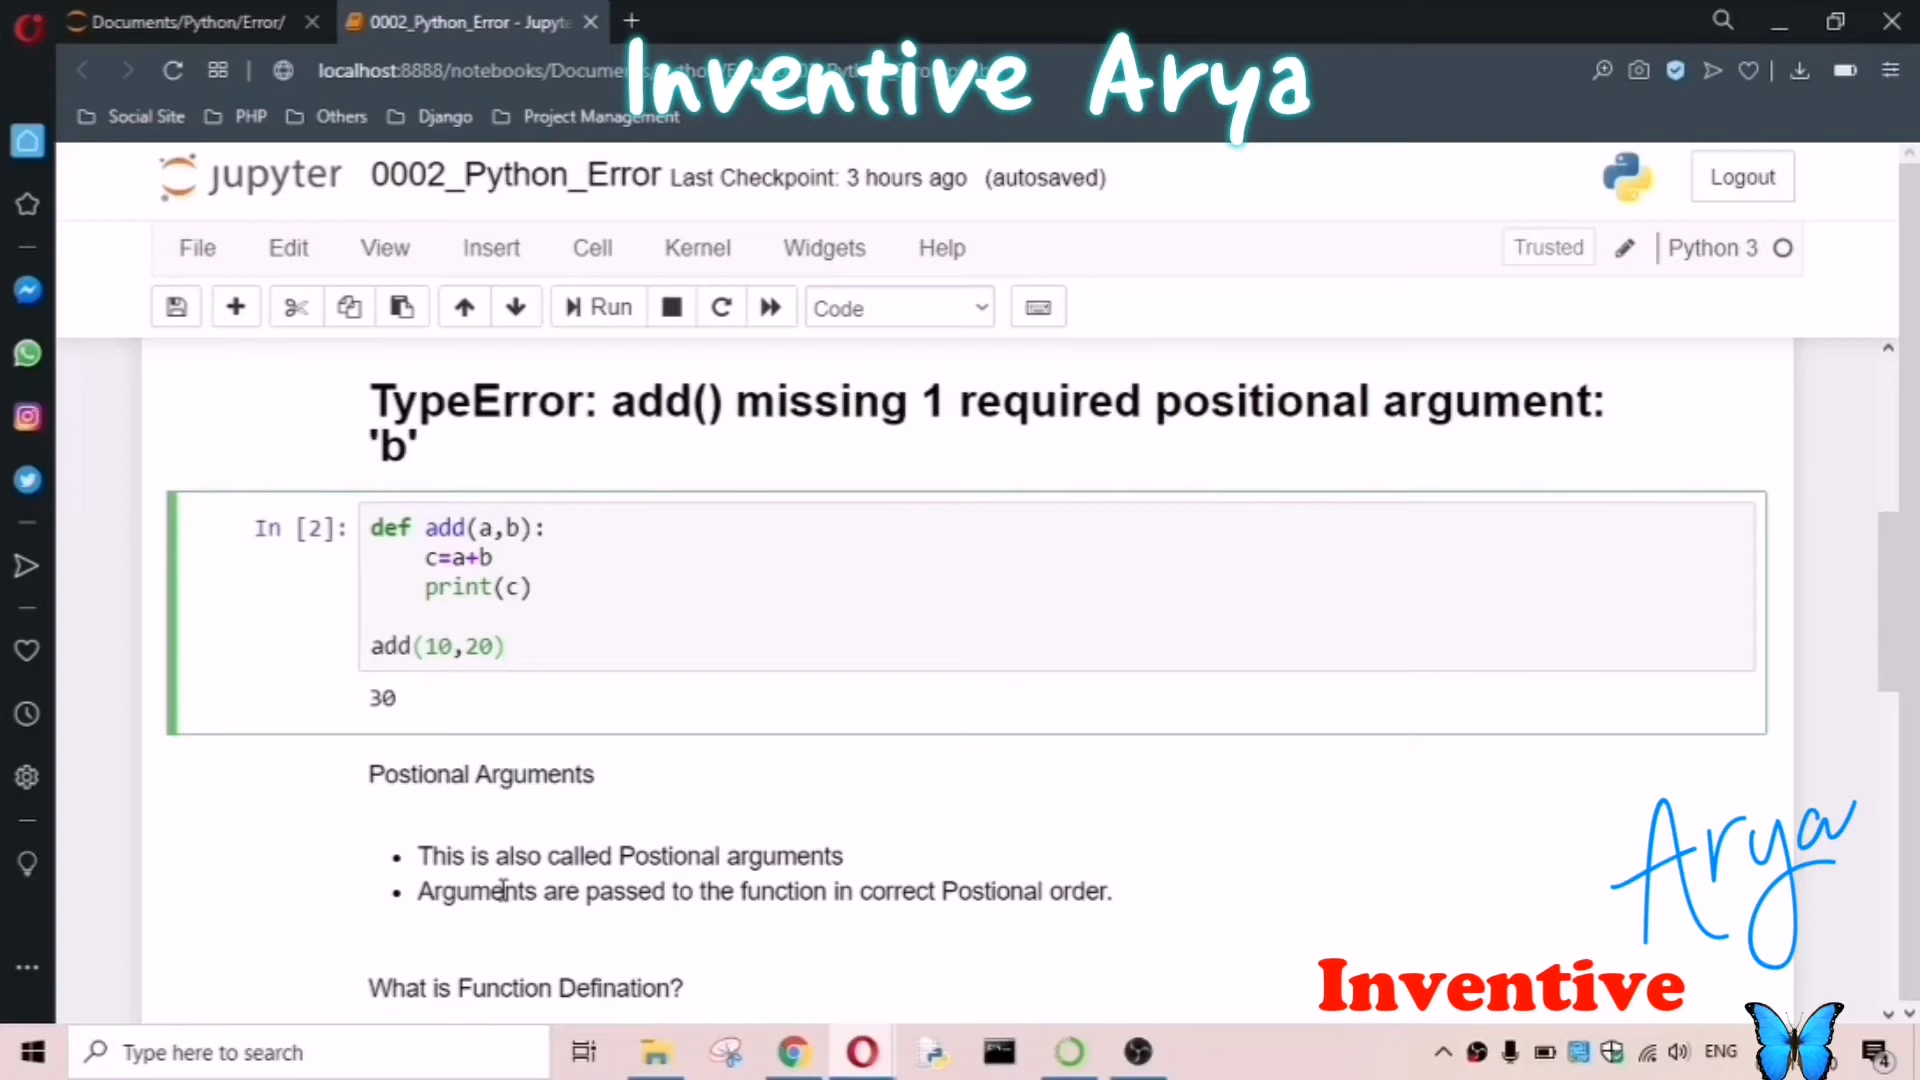 Documents/Python/Error/
0002_Python_Error - Jupyte
Inventive Arya
localhost:8888/notebooks/Documents
Social Site
PHP
Others
Django
Project Management
jupyter
0002_Python_Error Last Checkpoint: 3 hours ago (autosaved)
Logout
File Edit View Insert Cell Kernel Widgets Help
Trusted
Python 3
Run
Code
TypeError: add() missing 1 required positional argument:
'b'
In [2]:
def add(a,b):
c=a+b
print(c)
add(10,20)
30
Postional Arguments
• This is also called Postional arguments
• Arguments are passed to the function in correct Postional order.
What is Function Defination?
Arya
Inventive
Type here to search
ENG
4